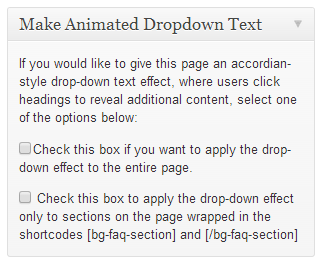 Make Animated Dropdown Text
If you would like to give this page an accordian-
style drop-down text effect, where users click
headings to reveal additional content, select one
of the options below:
Check this box if you want to apply the drop-
down effect to the entire page.
Check this box to apply the drop-down effect
only to sections on the page wrapped in the
shortcodes [bg-faq-section] and [/bg-faq-section]